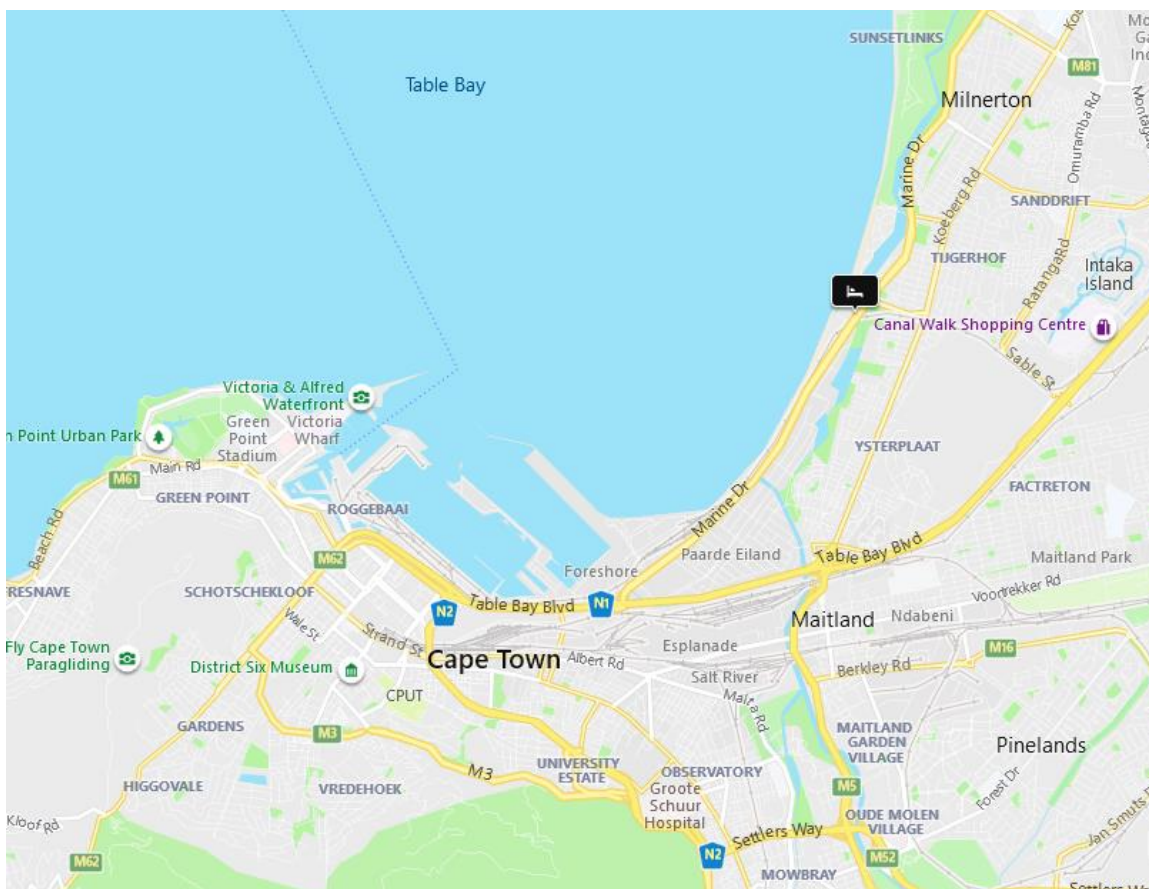 SUNSETLINKS
Table Bay
M81
Milnerton
Omuramba Rd
Marine Dr
Koeberg Rd
SANDDRIFT
TIJGERHOF
Ratanga Rd
Intaka
Island
Canal Walk Shopping Centre
Sable St
Victoria & Alfred
Waterfront
Green
Point
Stadium
Victoria
Wharf
n Point Urban Park
Main Rd
M61
GREEN POINT
ROGGEBAAI
YSTERPLAAT
FACTRETON
Marine Dr
Beach Rd
M62
Paarde Eiland
Table Bay Blvd
Maitland Park
Foreshore
RESNAVE
SCHOTSCHEKLOOF
Table Bay Blvd
N1
N2
Voortrekker Rd
Ndabeni
Maitland
Wale St
Strand St
Fly Cape Town
Paragliding
District Six Museum
Cape Town
Albert Rd
Esplanade
Salt River
Berkley Rd
M16
CPUT
Malta Rd
GARDENS
M3
MAITLAND
GARDEN
VILLAGE
Pinelands
M3
UNIVERSITY
ESTATE
OBSERVATORY
HIGGOVALE
VREDEHOEK
Groote
Schuur
Hospital
M5
Forest Dr
Kloof Rd
OUDE MOLEN
VILLAGE
Settlers Way
Jan Smuts
M62
N2
M52
MOWBRAY
Settlers